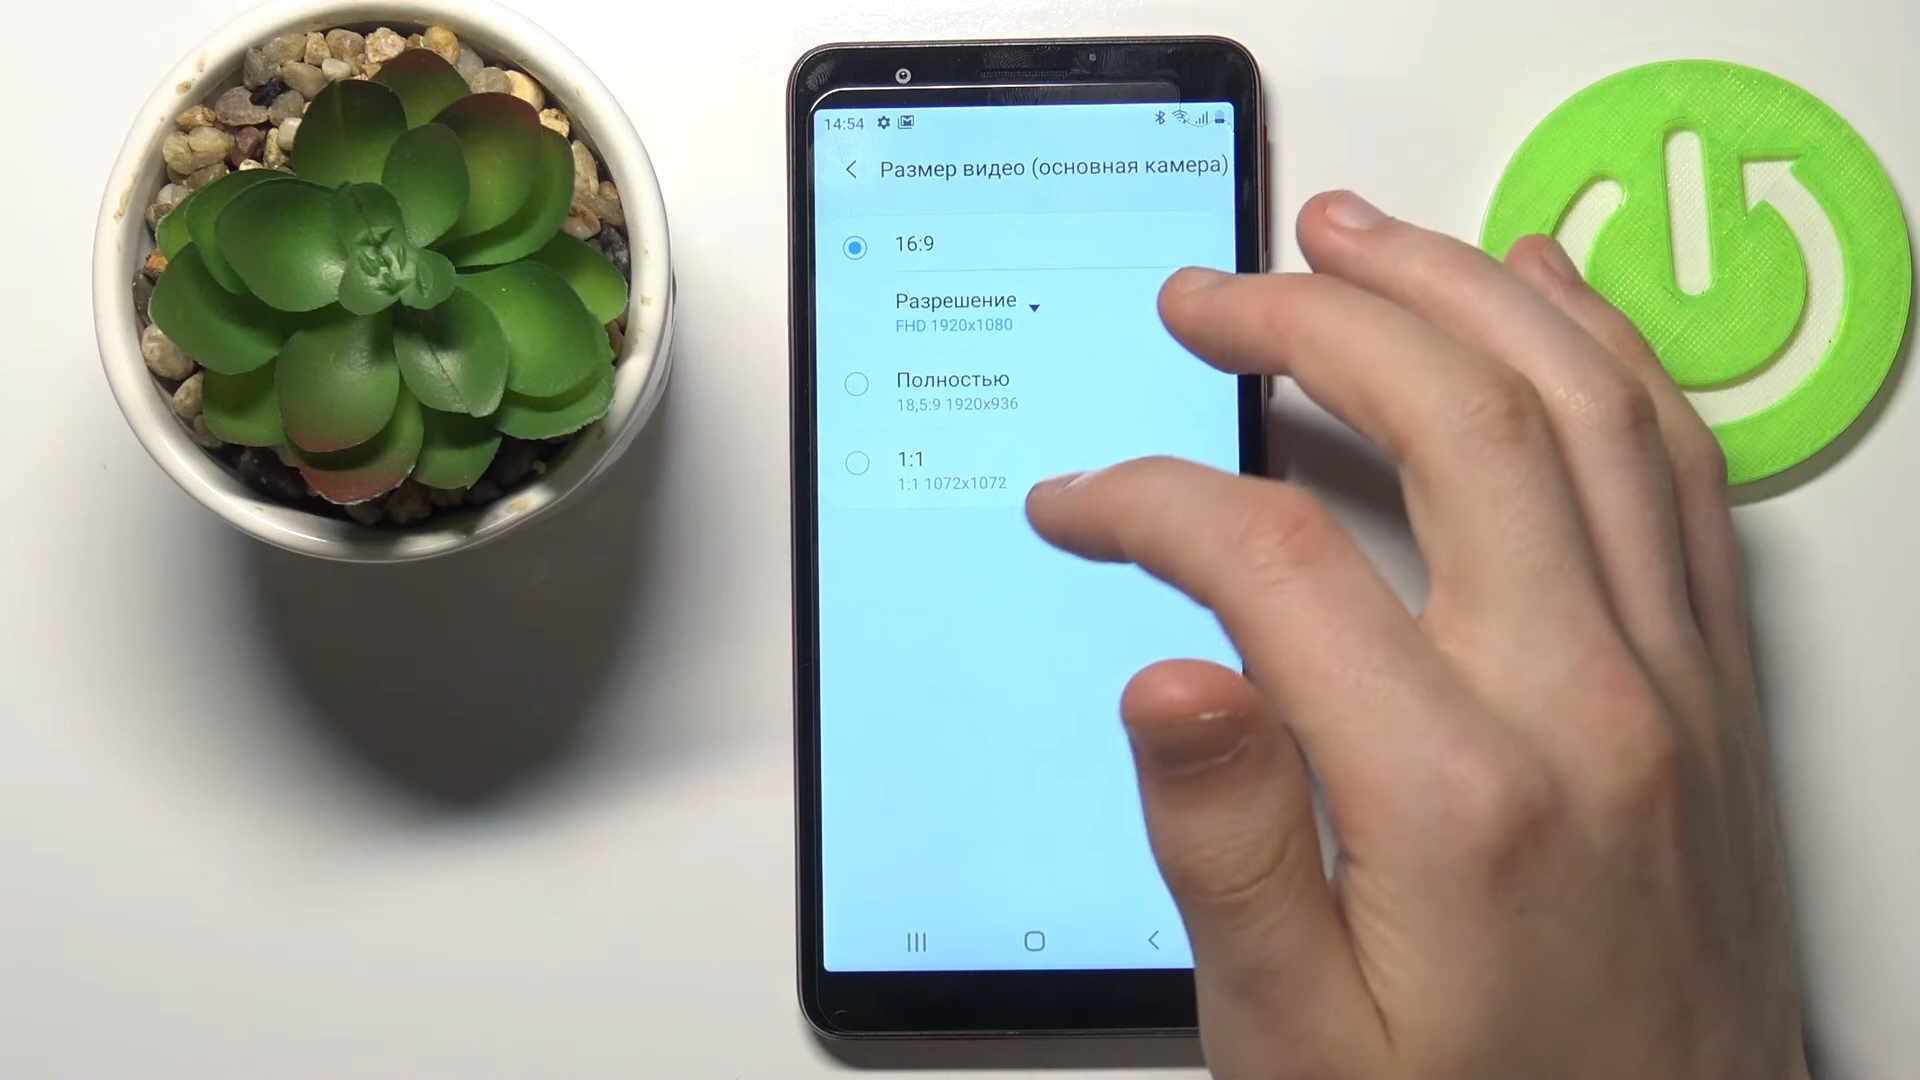 14:54
Размер видео (основная камера)
16:9
Разрешение
FHD 1920x1080
Полностью
18,5:9 1920x936
1:1
1:1 1072x1072